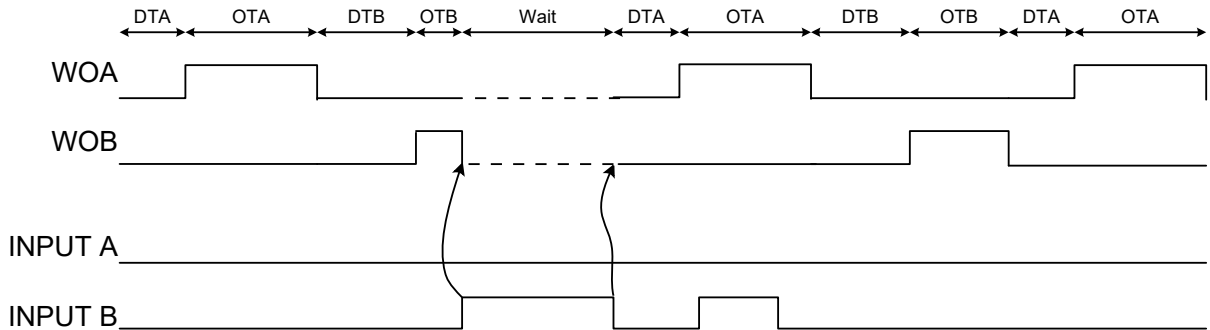 DTA OTA DTB OTB Wait DTA OTA DTB OTB DTA OTA
WOA
WOB
INPUT A
INPUT B